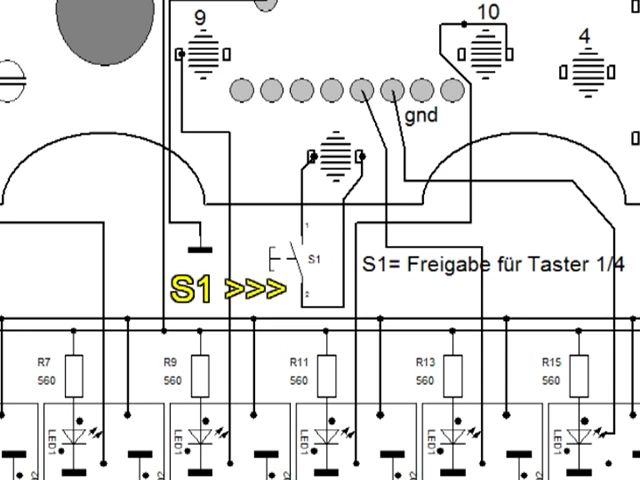 9
10
4
gnd
1
S1
S1= Freigabe für Taster 1/4
S1 >>>
2
R7
560
R9
560
R11
560
R13
560
R15
560
LED1
LED1
LED1
LED1
LED1